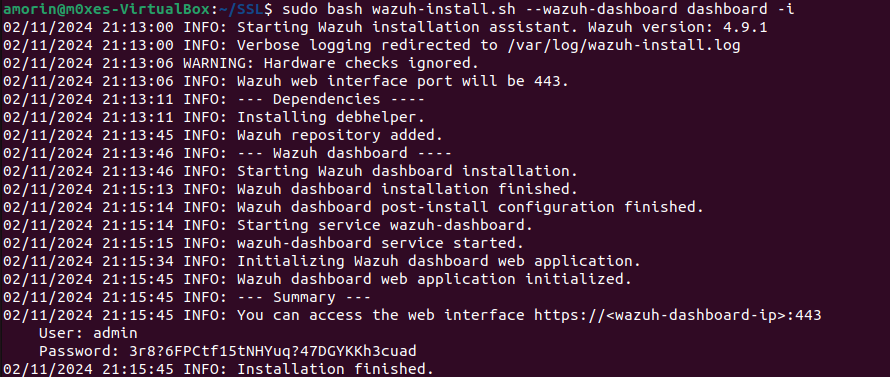 amorin@m0xes-VirtualBox:~/SSL$ sudo bash wazuh-install.sh --wazuh-dashboard dashboard -i
02/11/2024 21:13:00 INFO: Starting Wazuh installation assistant. Wazuh version: 4.9.1
02/11/2024 21:13:00 INFO: Verbose logging redirected to /var/log/wazuh-install.log
02/11/2024 21:13:06 WARNING: Hardware checks ignored.
02/11/2024 21:13:06 INFO: Wazuh web interface port will be 443.
02/11/2024 21:13:11 INFO: --- Dependencies ----
02/11/2024 21:13:11 INFO: Installing debhelper.
02/11/2024 21:13:45 INFO: Wazuh repository added.
02/11/2024 21:13:46 INFO: --- Wazuh dashboard ----
02/11/2024 21:13:46 INFO: Starting Wazuh dashboard installation.
02/11/2024 21:15:13 INFO: Wazuh dashboard installation finished.
02/11/2024 21:15:14 INFO: Wazuh dashboard post-install configuration finished.
02/11/2024 21:15:14 INFO: Starting service wazuh-dashboard.
02/11/2024 21:15:15 INFO: wazuh-dashboard service started.
02/11/2024 21:15:34 INFO: Initializing Wazuh dashboard web application.
02/11/2024 21:15:45 INFO: Wazuh dashboard web application initialized.
02/11/2024 21:15:45 INFO: --- Summary ---
02/11/2024 21:15:45 INFO: You can access the web interface https://<wazuh-dashboard-ip>:443
User: admin
Password: 3r8?6FPCtf15tNHYuq?47DGYKKh3cuad
02/11/2024 21:15:45 INFO: Installation finished.